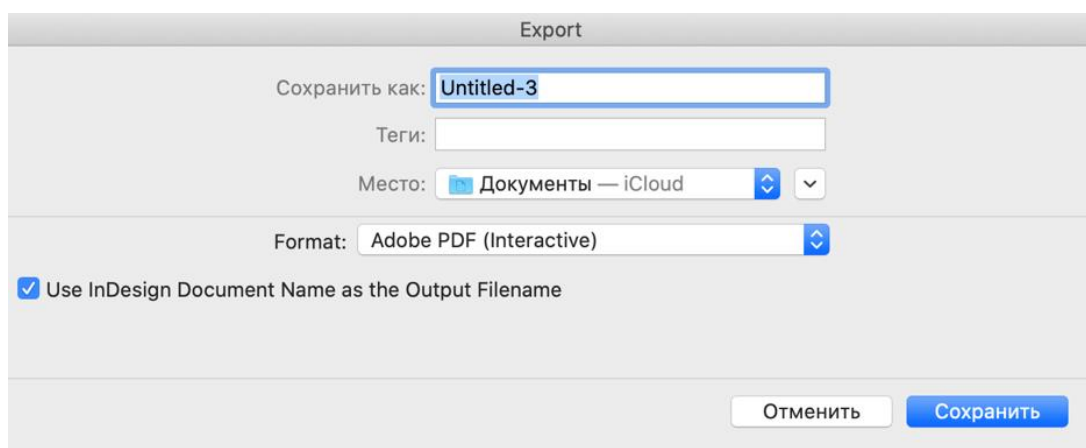 Export
Сохранить как: Untitled-3
Теги:
Место: Документы — iCloud
Format: Adobe PDF (Interactive)
Use InDesign Document Name as the Output Filename
Отменить Сохранить